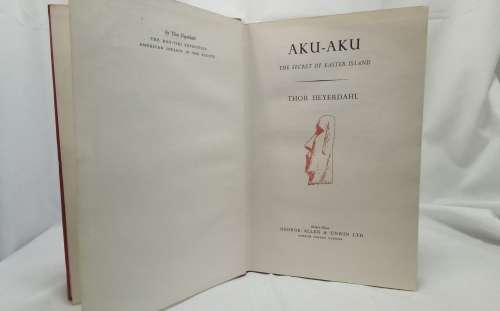 by Thor Heyerdahl
THE KON-TIKI EXPEDITION
AMERICAN INDIANS IN THE PACIFIC
AKU-AKU
THE SECRET OF EASTER ISLAND
THOR HEYERDAHL
GEORGE ALLEN & UNWIN LTD